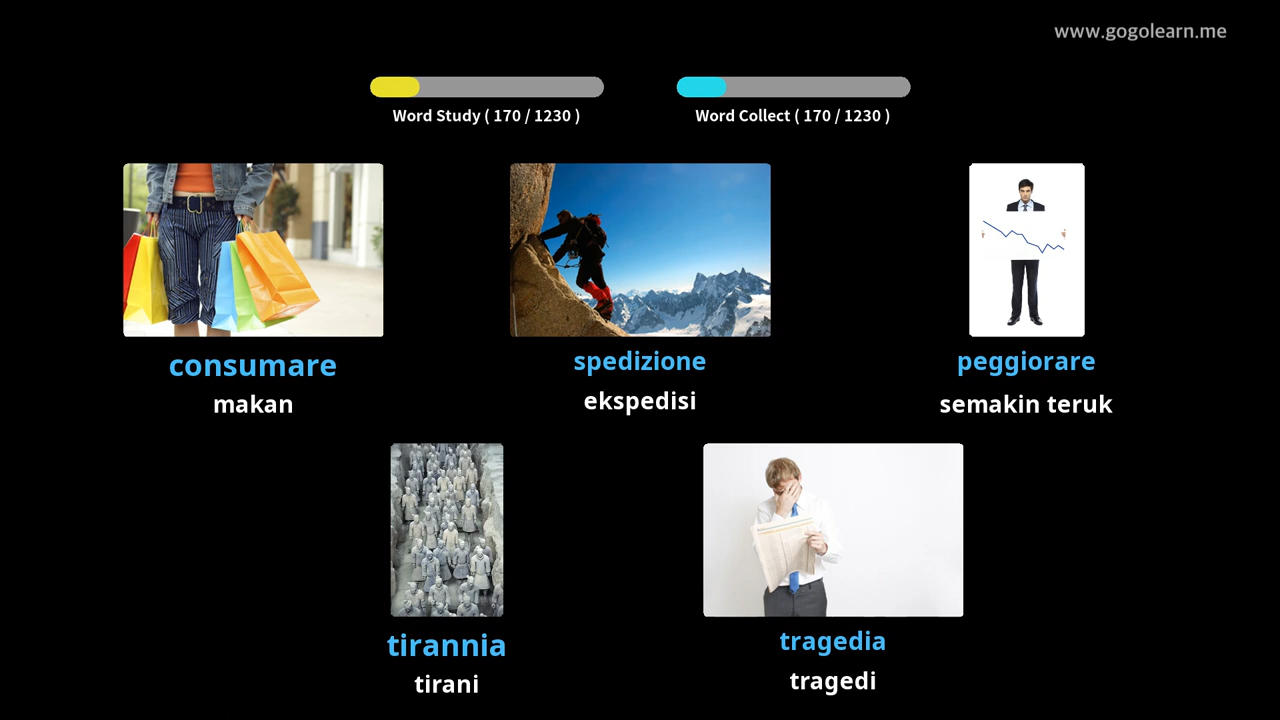 www.gogolearn.me
Word Study ( 170 / 1230 )
Word Collect ( 170 / 1230 )
consumare
makan
spedizione
ekspedisi
peggiorare
semakin teruk
tirannia
tirani
tragedia
tragedi